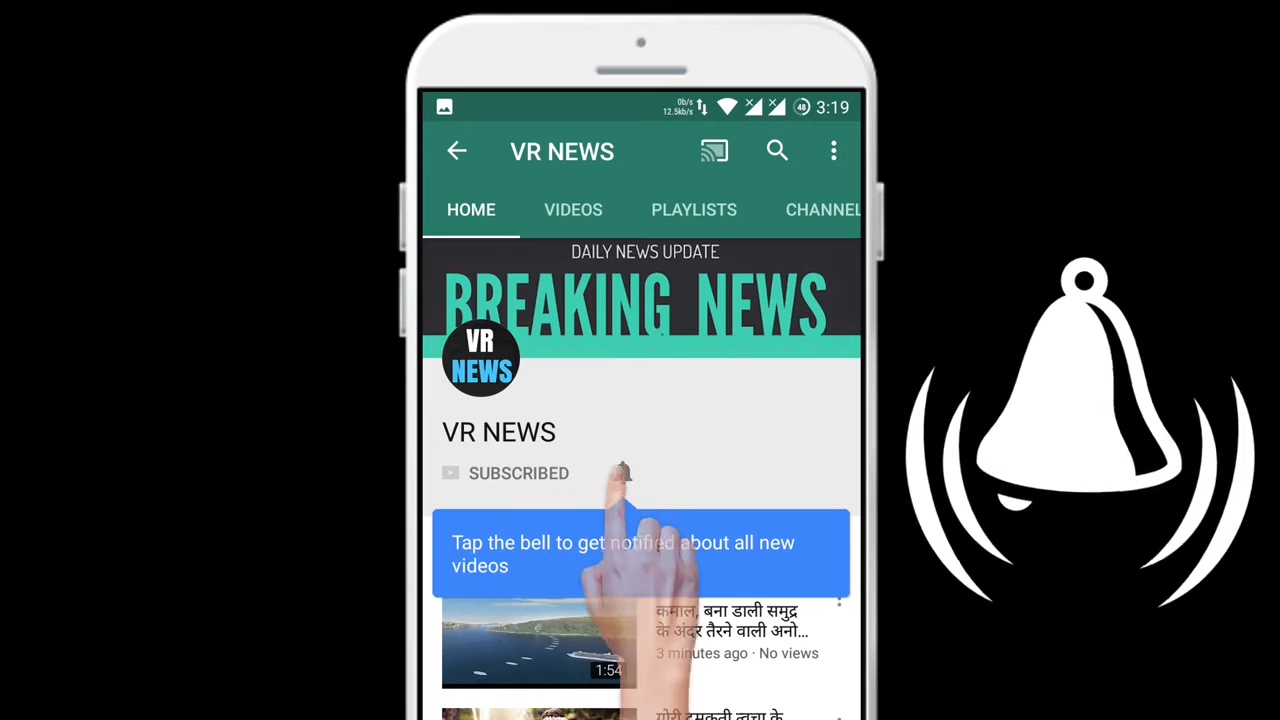 0b/s
12.5kb/s
48
3:19
VR NEWS
HOME VIDEOS PLAYLISTS CHANNEL
DAILY NEWS UPDATE
BREAKING NEWS
VR
NEWS
VR NEWS
SUBSCRIBED
Tap the bell to get notified about all new
videos
कमाल, बना डाली समुद्र
के अंदर तैरने वाली अनो...
3 minutes ago · No views
1:54
गोरी दमकती त्वचा के